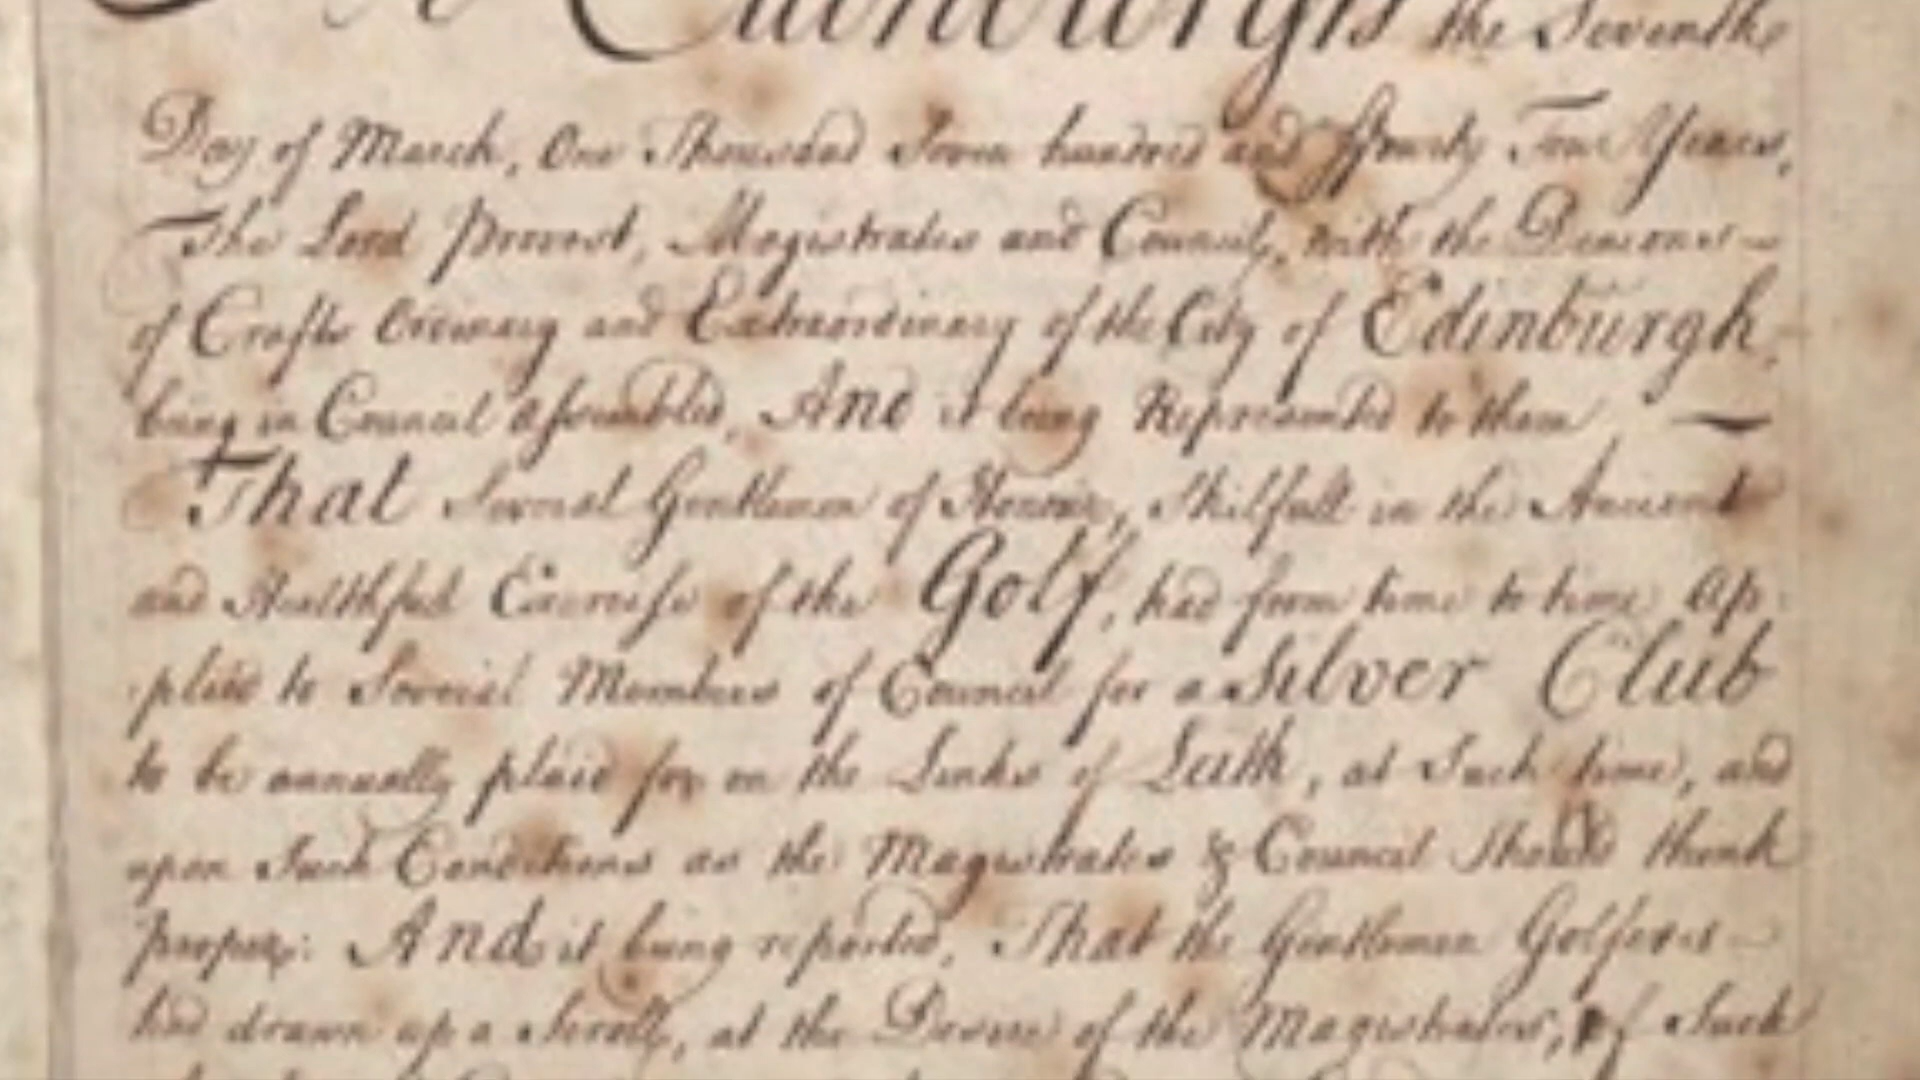 At Edinburgh the Seventh
Day of March, One Thousand Seven hundred and fforty Four Years,
The Lord Provost, Magistrates and Council, with the Deacons
of Crafts Ordinary and Extraordinary of the City of Edinburgh,
being in Council Assembled, And it being Represented to them
That Several Gentlemen of Honour, Skilfull in the Ancient
and Healthfull Exercise of the Golf, had from time to time Ap:
plied to Several Members of Council for a Silver Club
to be annually plaid for on the Links of Leith, at Such time, and
upon Such Conditions as the Magistrates & Council Should think
proper: And it being reported, That the Gentlemen Golfers
had drawn up a Scroll, at the Desire of the Magistrates, of Such